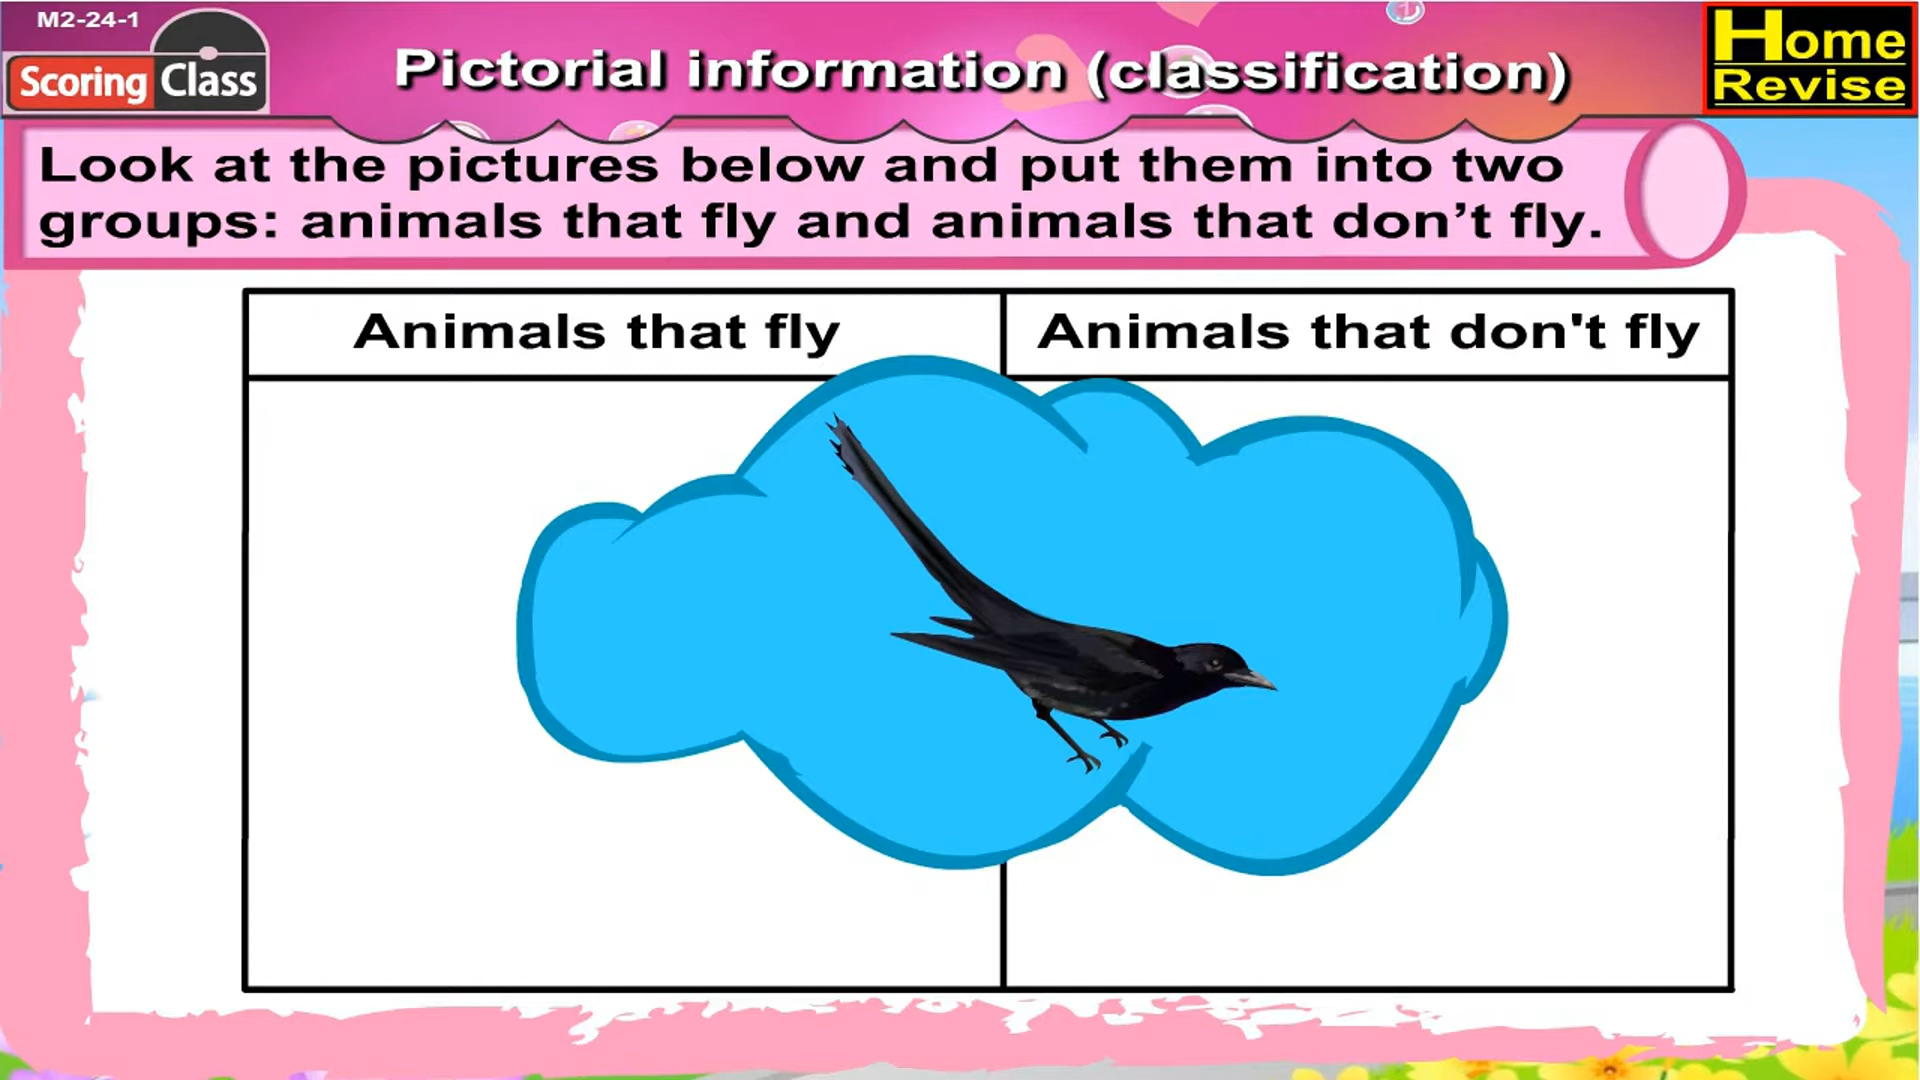 M2-24-1
Scoring Class
Pictorial information (classification)
Home
Revise
Look at the pictures below and put them into two
groups: animals that fly and animals that don’t fly.
Animals that fly
Animals that don't fly